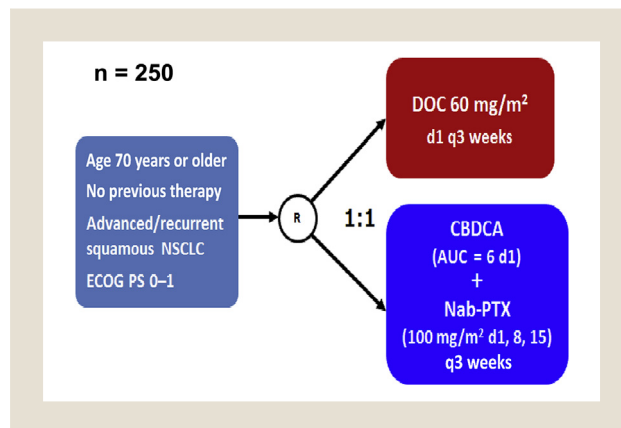 n = 250
Age 70 years or older
No previous therapy
Advanced/recurrent
squamous NSCLC
ECOG PS 0–1
R
1:1
DOC 60 mg/m²
d1 q3 weeks
CBDCA
(AUC = 6 d1)
+
Nab-PTX
(100 mg/m² d1, 8, 15)
q3 weeks